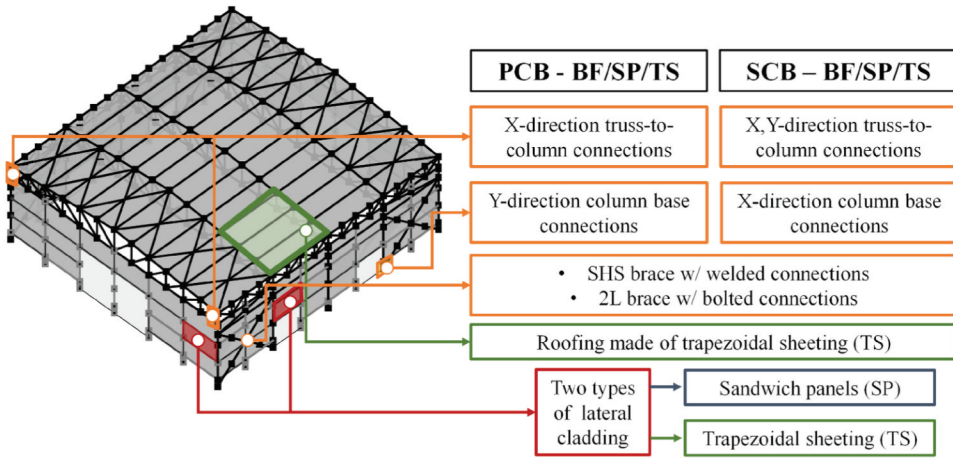 PCB - BF/SP/TS
SCB – BF/SP/TS
X-direction truss-to-
column connections
X,Y-direction truss-to-
column connections
Y-direction column base
connections
X-direction column base
connections
• SHS brace w/ welded connections
• 2L brace w/ bolted connections
Roofing made of trapezoidal sheeting (TS)
Two types
of lateral
cladding
Sandwich panels (SP)
Trapezoidal sheeting (TS)